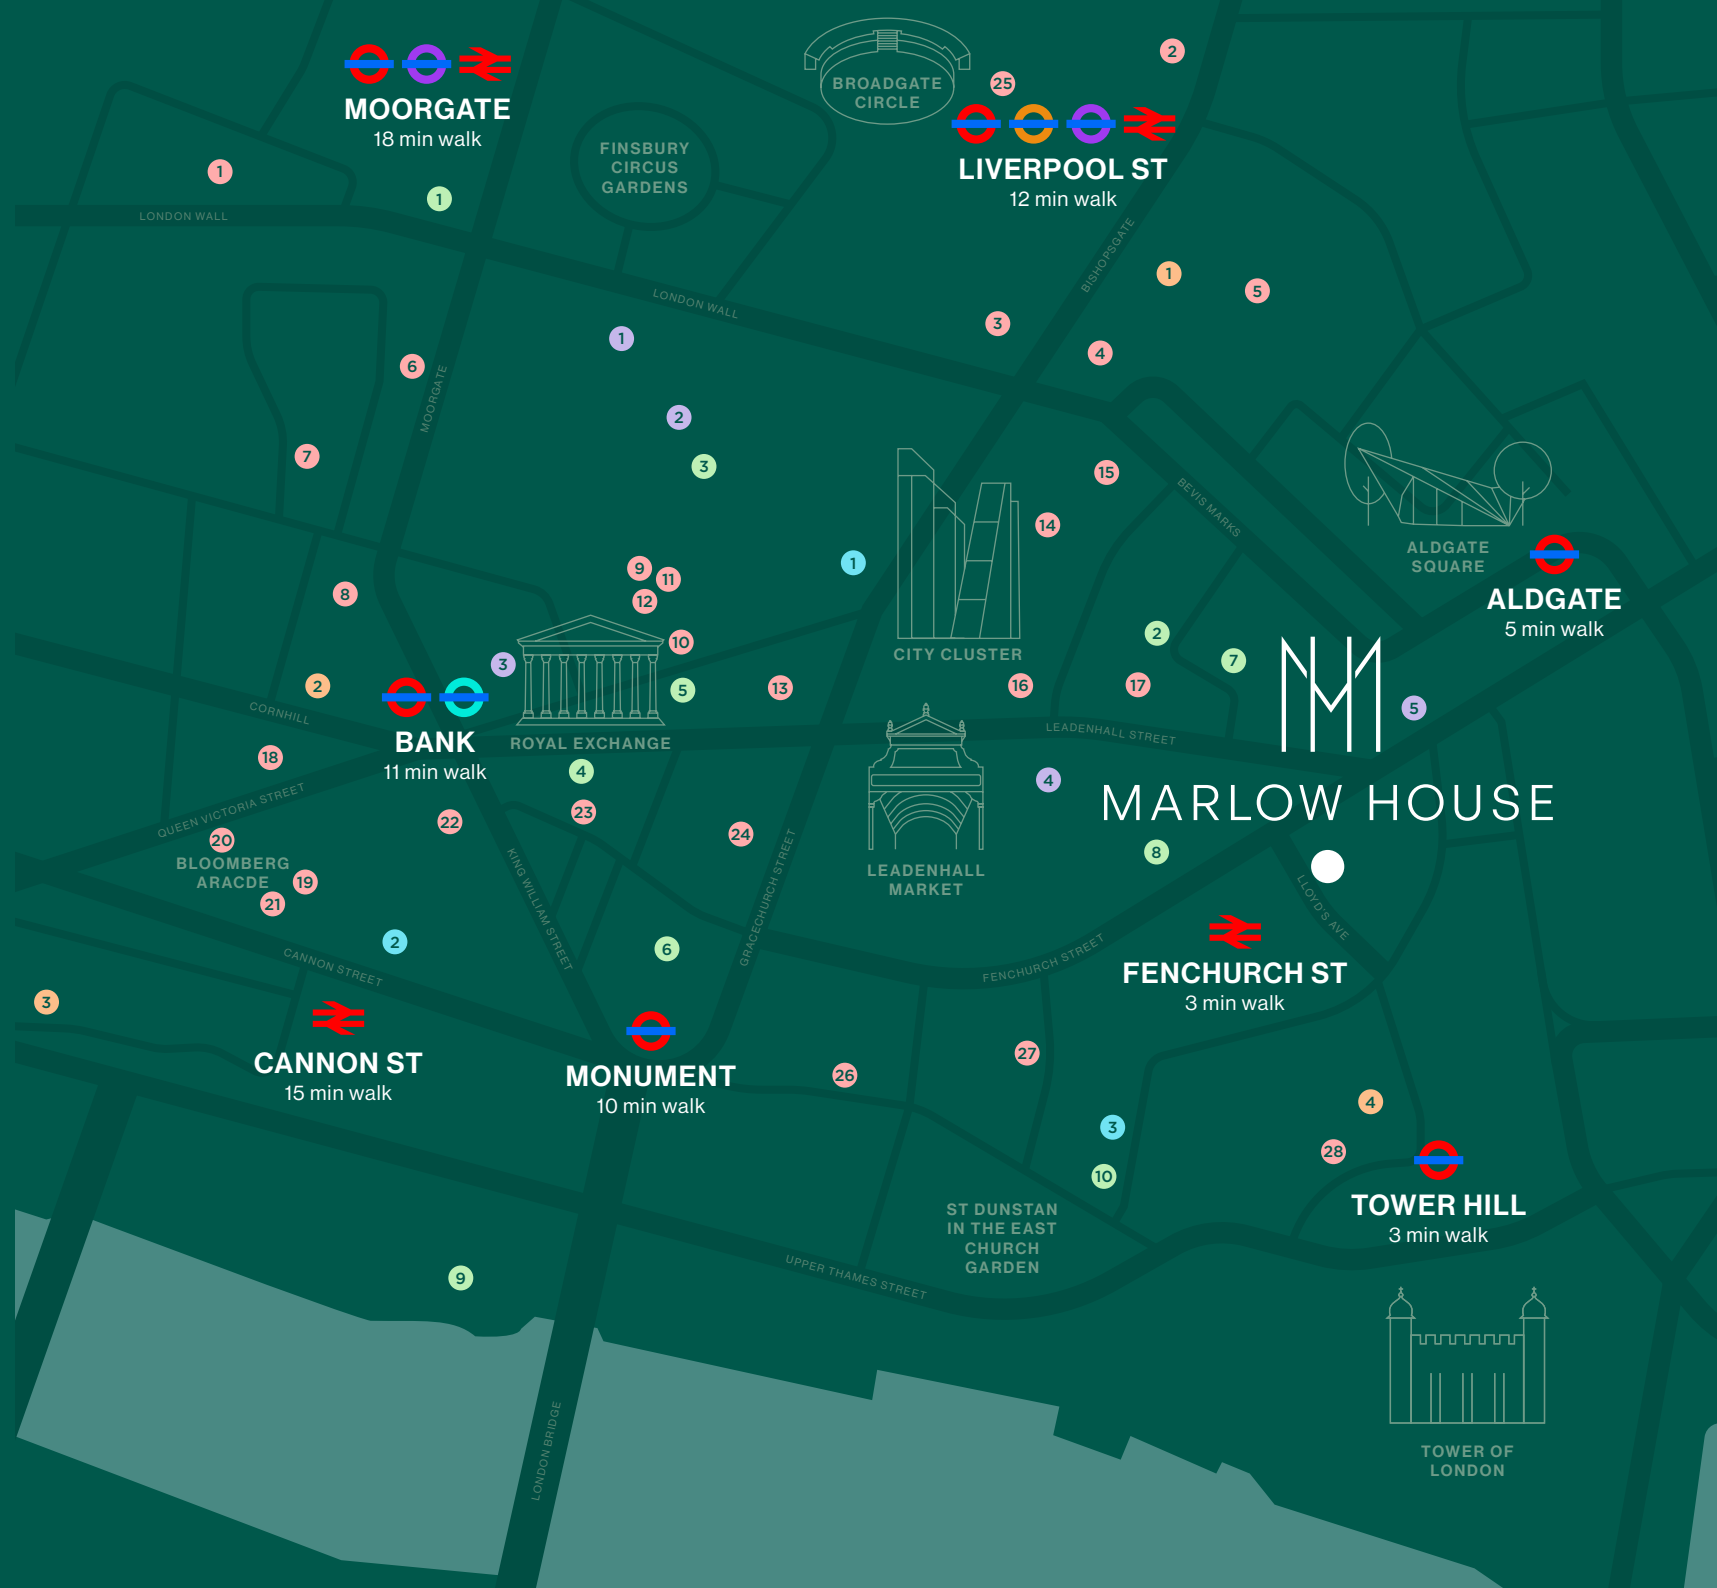 MOORGATE
18 min walk
BROADGATE
CIRCLE
2
25
LIVERPOOL ST
12 min walk
FINSBURY
CIRCUS
GARDENS
1
1
LONDON WALL
LONDON WALL
BISHOPSGATE
1
5
3
4
1
6
MOORGATE
2
7
3
15
14
BEVIS MARKS
ALDGATE
SQUARE
ALDGATE
5 min walk
1
9
11
12
8
10
3
2
CORNHILL
BANK
11 min walk
ROYAL EXCHANGE
5
13
CITY CLUSTER
16
17
2
7
5
LEADENHALL STREET
4
MARLOW HOUSE
8
18
4
QUEEN VICTORIA STREET
22
23
24
20
BLOOMBERG
ARACDE
19
21
KING WILLIAM STREET
GRACECHURCH STREET
LEADENHALL
MARKET
LLOYD'S AVE
2
CANNON STREET
6
FENCHURCH STREET
FENCHURCH ST
3 min walk
3
CANNON ST
15 min walk
MONUMENT
10 min walk
26
27
3
10
4
28
TOWER HILL
3 min walk
ST DUNSTAN
IN THE EAST
CHURCH
GARDEN
UPPER THAMES STREET
9
LONDON BRIDGE
TOWER OF
LONDON